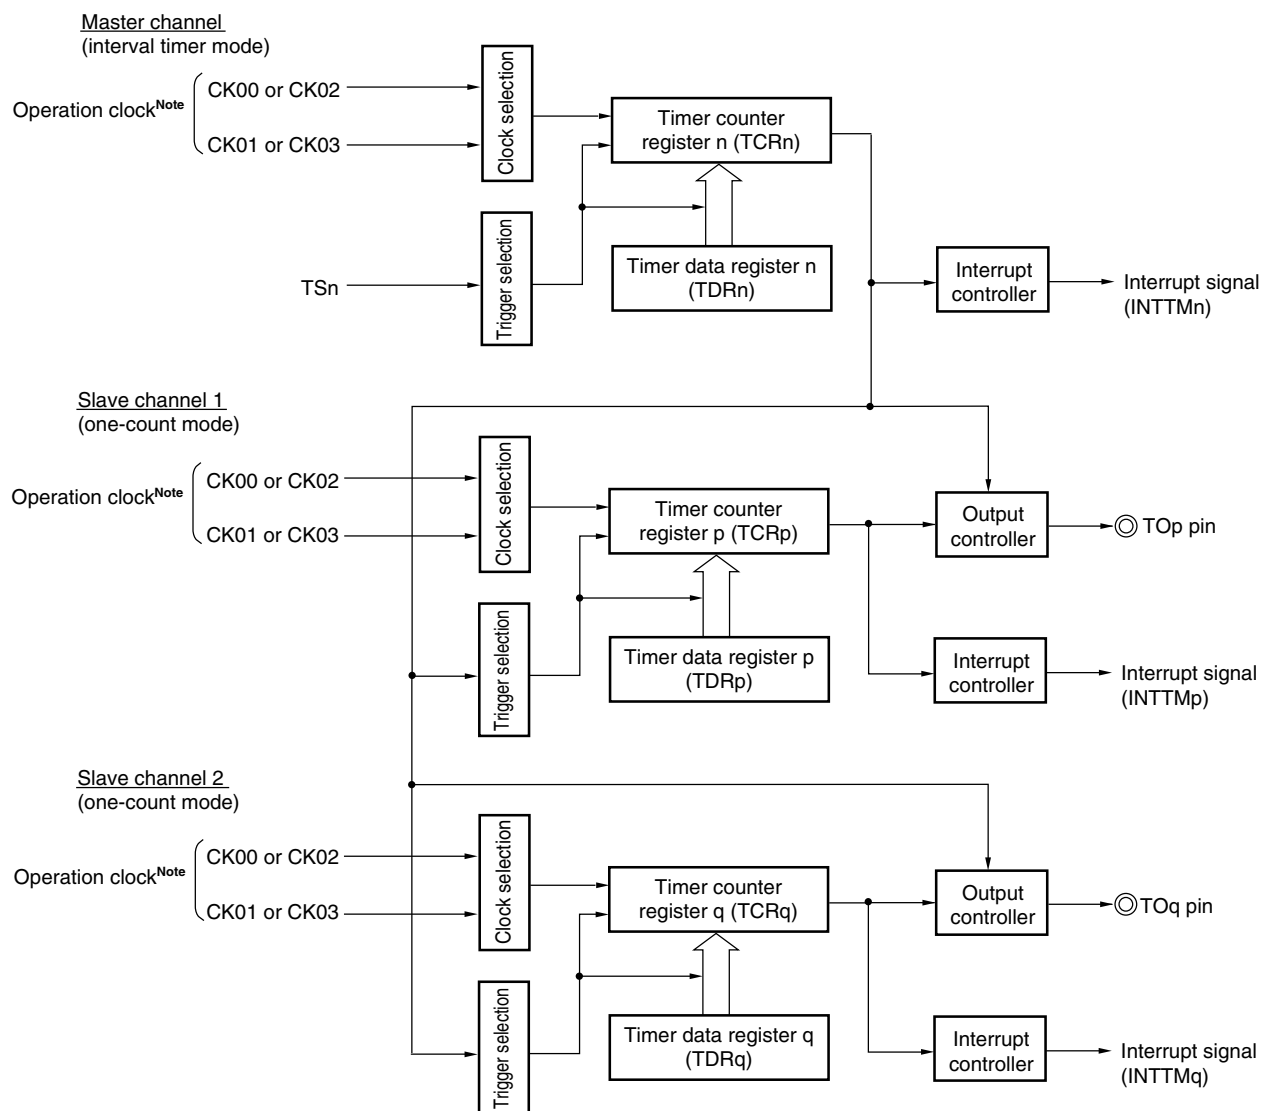 Master channel
(interval timer mode)
Operation clockNote
CK00 or CK02
CK01 or CK03
Clock selection
Timer counter
register n (TCRn)
TSn
Trigger selection
Timer data register n
(TDRn)
Interrupt
controller
Interrupt signal
(INTTMn)
Slave channel 1
(one-count mode)
Operation clockNote
CK00 or CK02
CK01 or CK03
Clock selection
Timer counter
register p (TCRp)
Output
controller
TOp pin
Trigger selection
Timer data register p
(TDRp)
Interrupt
controller
Interrupt signal
(INTTMp)
Slave channel 2
(one-count mode)
Operation clockNote
CK00 or CK02
CK01 or CK03
Clock selection
Timer counter
register q (TCRq)
Output
controller
TOq pin
Trigger selection
Timer data register q
(TDRq)
Interrupt
controller
Interrupt signal
(INTTMq)